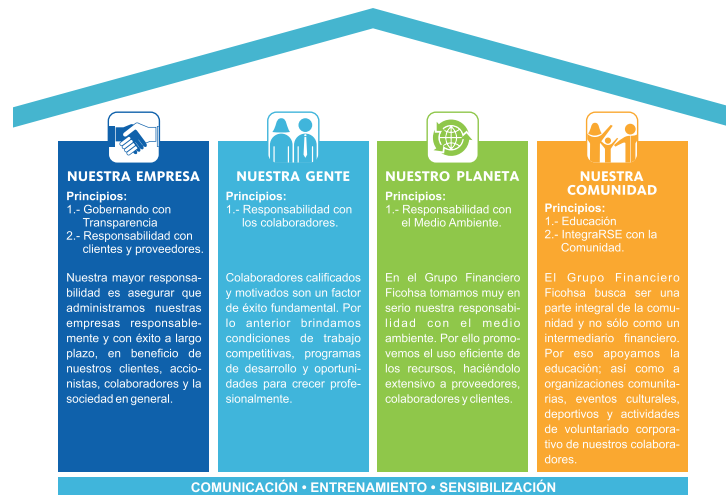 NUESTRA EMPRESA
Principios:
1.- Gobernando con
Transparencia
2.- Responsabilidad con
clientes y proveedores.
Nuestra mayor responsa-
bilidad es asegurar que
administramos nuestras
empresas responsable-
mente y con éxito a largo
plazo, en beneficio de
nuestros clientes, accio-
nistas, colaboradores y la
sociedad en general.
NUESTRA GENTE
Principios:
1.- Responsabilidad con
los colaboradores.
Colaboradores calificados
y motivados son un factor
de éxito fundamental. Por
lo anterior brindamos
condiciones de trabajo
competitivas, programas
de desarrollo y oportuni-
dades para crecer profe-
sionalmente.
NUESTRO PLANETA
Principios:
1.- Responsabilidad con
el Medio Ambiente.
En el Grupo Financiero
Ficohsa tomamos muy en
serio nuestra responsabi-
lidad con el medio
ambiente. Por ello promo-
vemos el uso eficiente de
los recursos, haciéndolo
extensivo a proveedores,
colaboradores y clientes.
NUESTRA
COMUNIDAD
Principios:
1.- Educación
2.- IntegraRSE con la
Comunidad.
El Grupo Financiero
Ficohsa busca ser una
parte integral de la comu-
nidad y no sólo como un
intermediario financiero.
Por eso apoyamos la
educación; así como a
organizaciones comunita-
rias, eventos culturales,
deportivos y actividades
de voluntariado corpora-
tivo de nuestros colabora-
dores.
COMUNICACIÓN • ENTRENAMIENTO • SENSIBILIZACIÓN